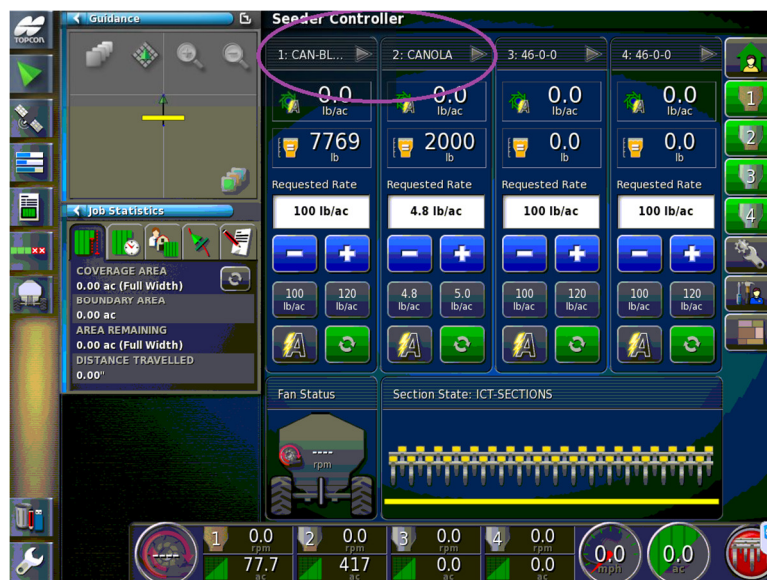 TOPCON
Guidance
Seeder Controller
1: CAN-BL... 2: CANOLA 3: 46-0-0 4: 46-0-0
0.0 0.0 0.0 0.0
lb/ac lb/ac lb/ac lb/ac
7769 2000 0.0 0.0
lb lb lb lb
Requested Rate Requested Rate Requested Rate Requested Rate
100 lb/ac 4.8 lb/ac 100 lb/ac 100 lb/ac
100 120 4.8 5.0 100 120 100 120
lb/ac lb/ac lb/ac lb/ac lb/ac lb/ac lb/ac lb/ac
A A A A
1
2
3
4
Job Statistics
COVERAGE AREA
0.00 ac (Full Width)
BOUNDARY AREA
0.00 ac
AREA REMAINING
0.00 ac (Full Width)
DISTANCE TRAVELLED
0.00"
Fan Status
----
rpm
Section State: ICT-SECTIONS
---- 1 0.0 2 0.0 3 0.0 4 0.0 0.0 0.0
rpm rpm rpm rpm ac
77.7 417 0.0 0.0
ac ac ac ac